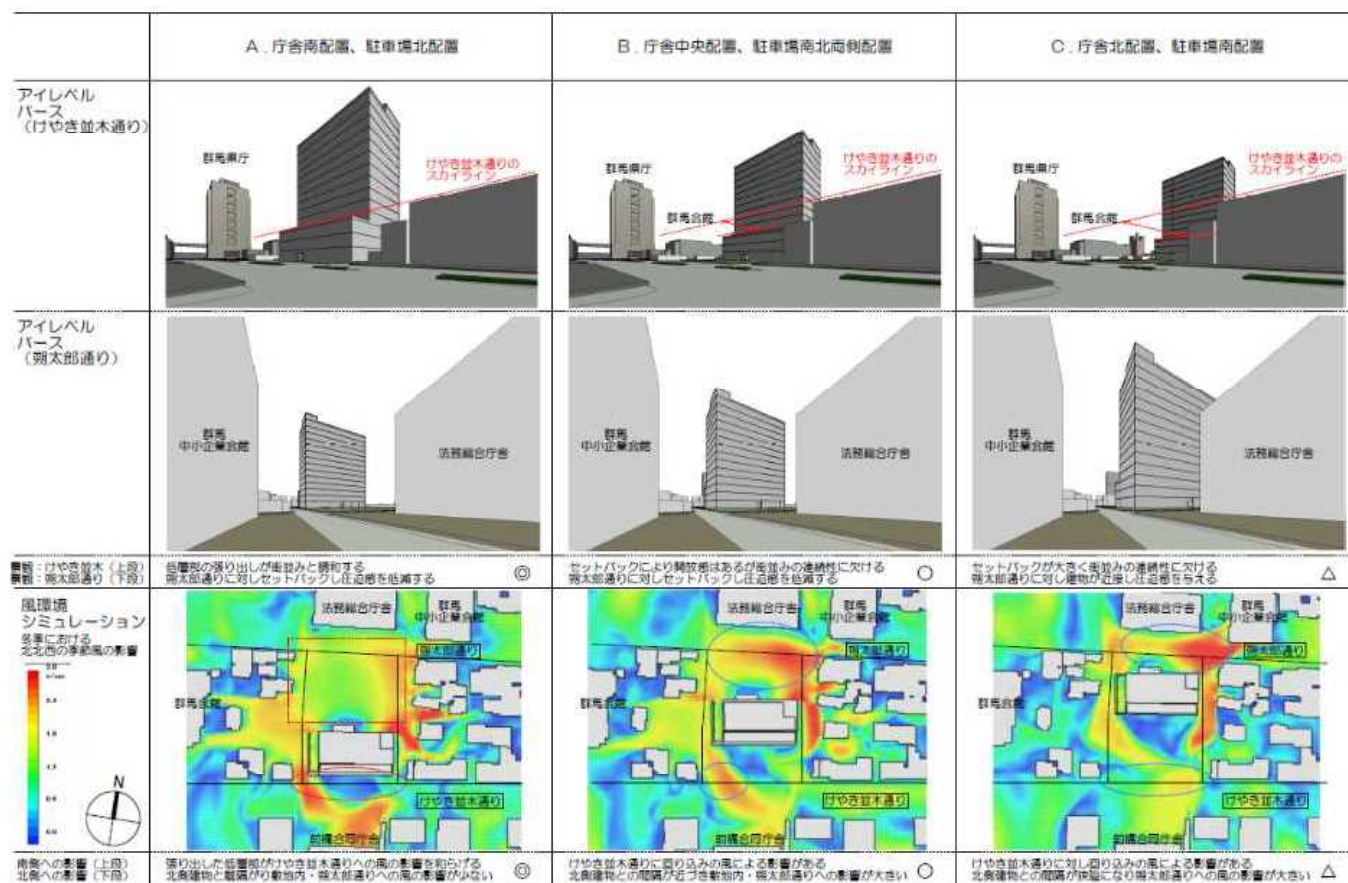 A．庁舎南配置、駐車場北配置
B．庁舎中央配置、駐車場南北両側配置
C．庁舎北配置、駐車場南配置
アイレベル
パース
（けやき並木通り）
群馬県庁
けやき並木通りの
スカイライン
群馬県庁
群馬会館
けやき並木通りの
スカイライン
群馬県庁
群馬会館
けやき並木通りの
スカイライン
アイレベル
パース
（朔太郎通り）
群馬
中小企業会館
法務総合庁舎
群馬
中小企業会館
法務総合庁舎
群馬
中小企業会館
法務総合庁舎
景観：けやき並木（上段）
景観：朔太郎通り（下段）
低層部の張り出しが街並みと調和する
朔太郎通りに対しセットバックし圧迫感を低減する
◎
セットバックにより開放感はあるが街並みの連続性に欠ける
朔太郎通りに対しセットバックし圧迫感を低減する
○
セットバックが大きく街並みの連続性に欠ける
朔太郎通りに対し建物が近接し圧迫感を与える
△
風環境
シミュレーション
冬季における
北北西の季節風の影響
N
法務総合庁舎
群馬
中小企業会館
朔太郎通り
群馬会館
けやき並木通り
前橋合同庁舎
法務総合庁舎
群馬
中小企業会館
朔太郎通り
群馬会館
けやき並木通り
前橋合同庁舎
法務総合庁舎
群馬
中小企業会館
朔太郎通り
群馬会館
けやき並木通り
前橋合同庁舎
南側への影響（上段）
北側への影響（下段）
張り出した低層部がけやき並木通りへの風の影響を和らげる
北側建物と離隔がり敷地内・朔太郎通りへの風の影響が少ない
◎
けやき並木通りに回り込みの風による影響がある
北側建物との間隔が近づき敷地内・朔太郎通りへの影響が大きい
○
けやき並木通りに対し回り込みの風による影響がある
北側建物との間隔が狭隘になり朔太郎通りへの風の影響が大きい
△